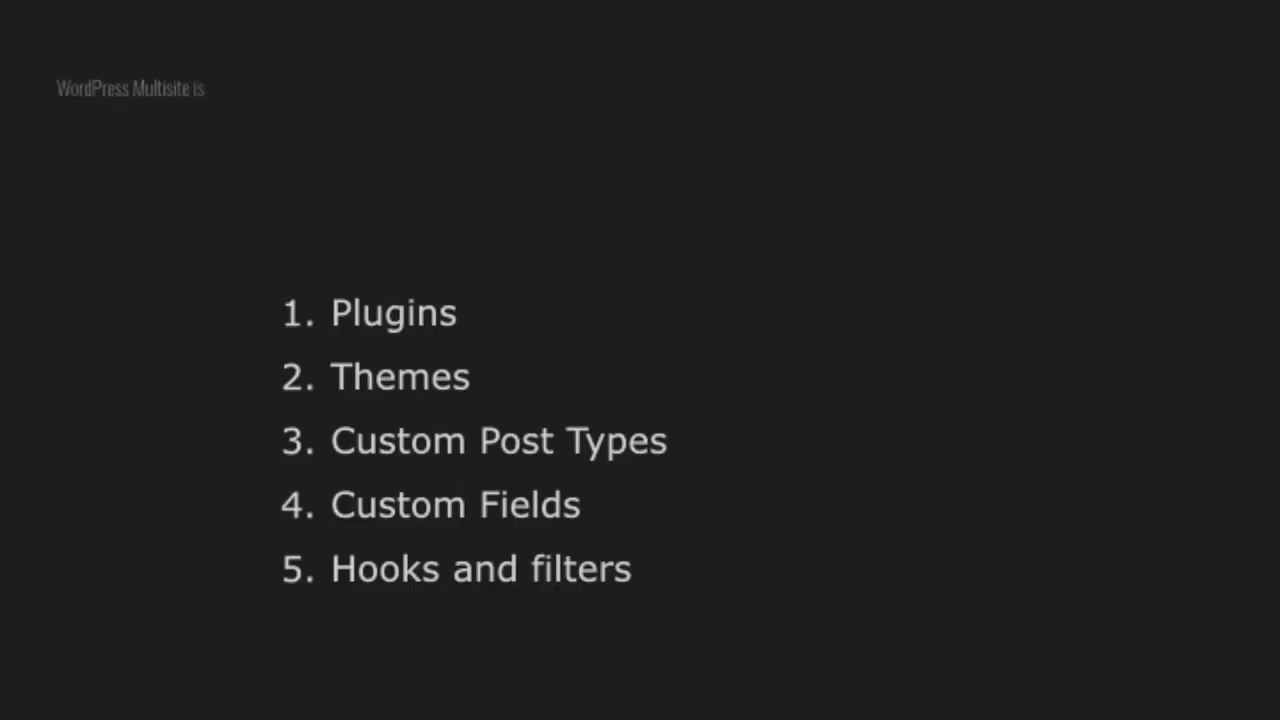 WordPress Multisite is
1. Plugins
2. Themes
3. Custom Post Types
4. Custom Fields
5. Hooks and filters